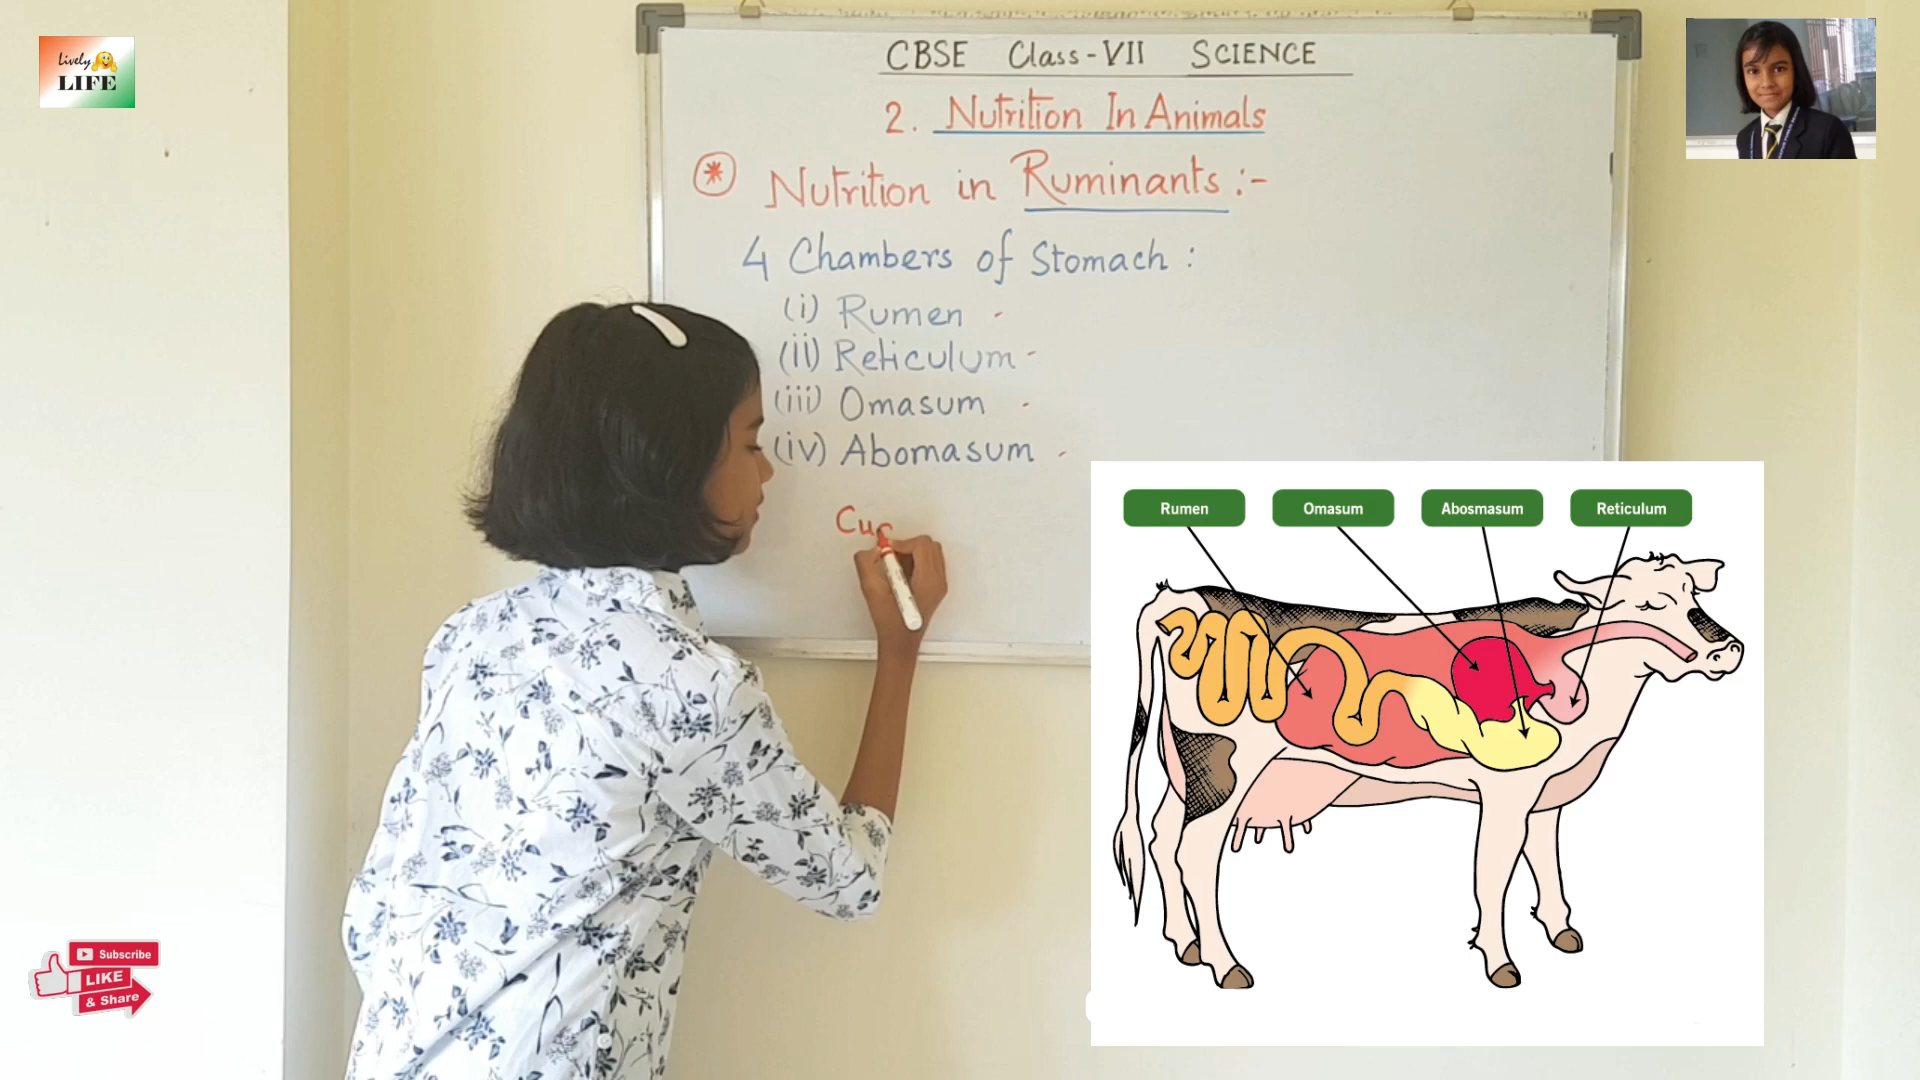 Lively
LIFE
CBSE Class-VII SCIENCE
2. Nutrition In Animals
* Nutrition in Ruminants :-
4 Chambers of Stomach :
(i) Rumen -
(ii) Reticulum -
(iii) Omasum -
(iv) Abomasum -
Rumen Omasum Abosmasum Reticulum
Subscribe
LIKE
& Share